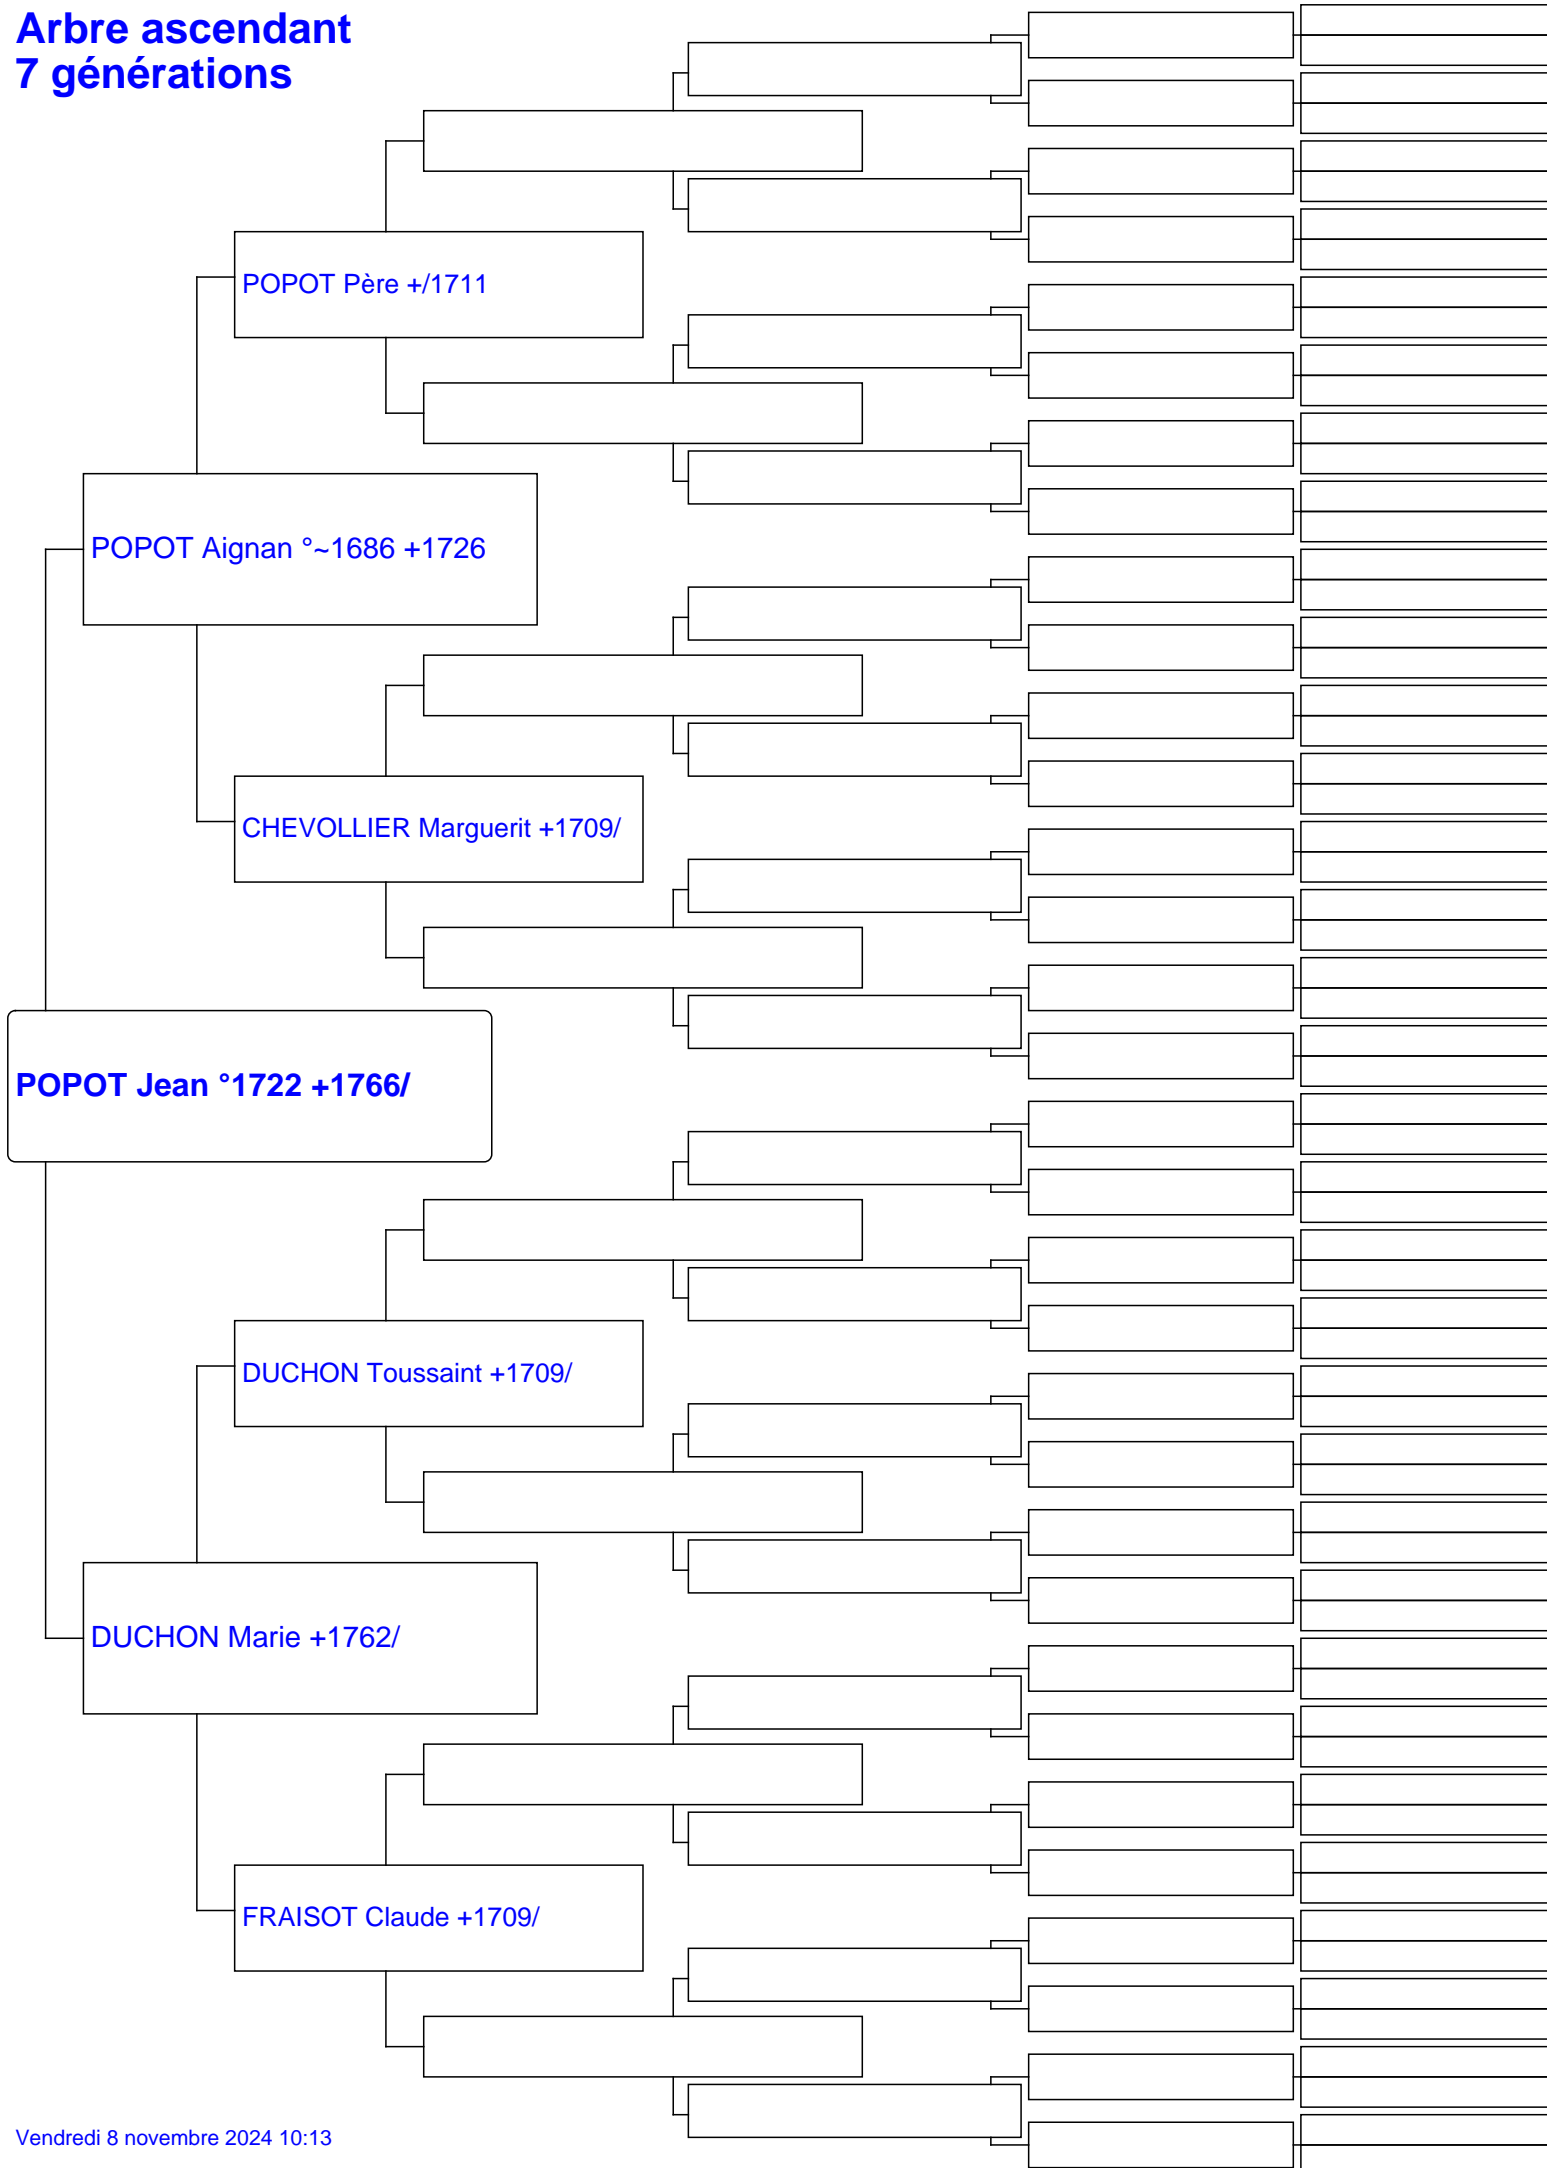 Arbre ascendant
7 générations
POPOT Père +/1711
POPOT Aignan °~1686 +1726
CHEVOLLIER Marguerit +1709/
POPOT Jean °1722 +1766/
DUCHON Toussaint +1709/
DUCHON Marie +1762/
FRAISOT Claude +1709/
Vendredi 8 novembre 2024 10:13